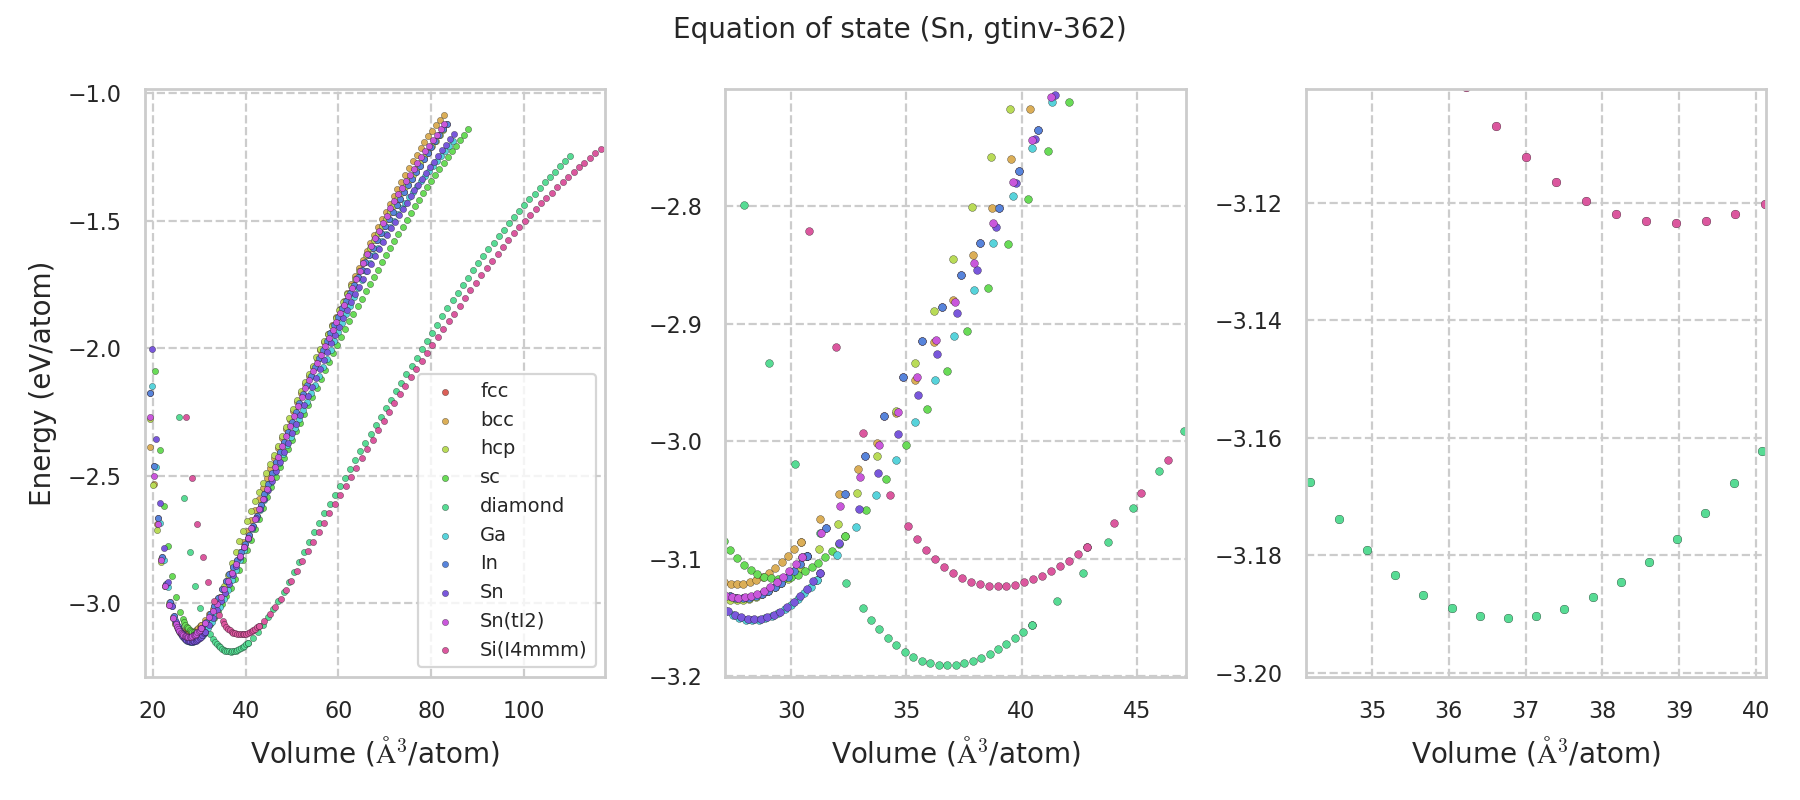 Equation of state (Sn, gtinv-362)
Energy (eV/atom)
−1.0
−1.5
−2.0
−2.5
−3.0
20 40 60 80 100
Volume (Å³/atom)
fcc
bcc
hcp
sc
diamond
Ga
In
Sn
Sn(tI2)
Si(I4mmm)
−2.8
−2.9
−3.0
−3.1
−3.2
30 35 40 45
Volume (Å³/atom)
−3.12
−3.14
−3.16
−3.18
−3.20
35 36 37 38 39 40
Volume (Å³/atom)